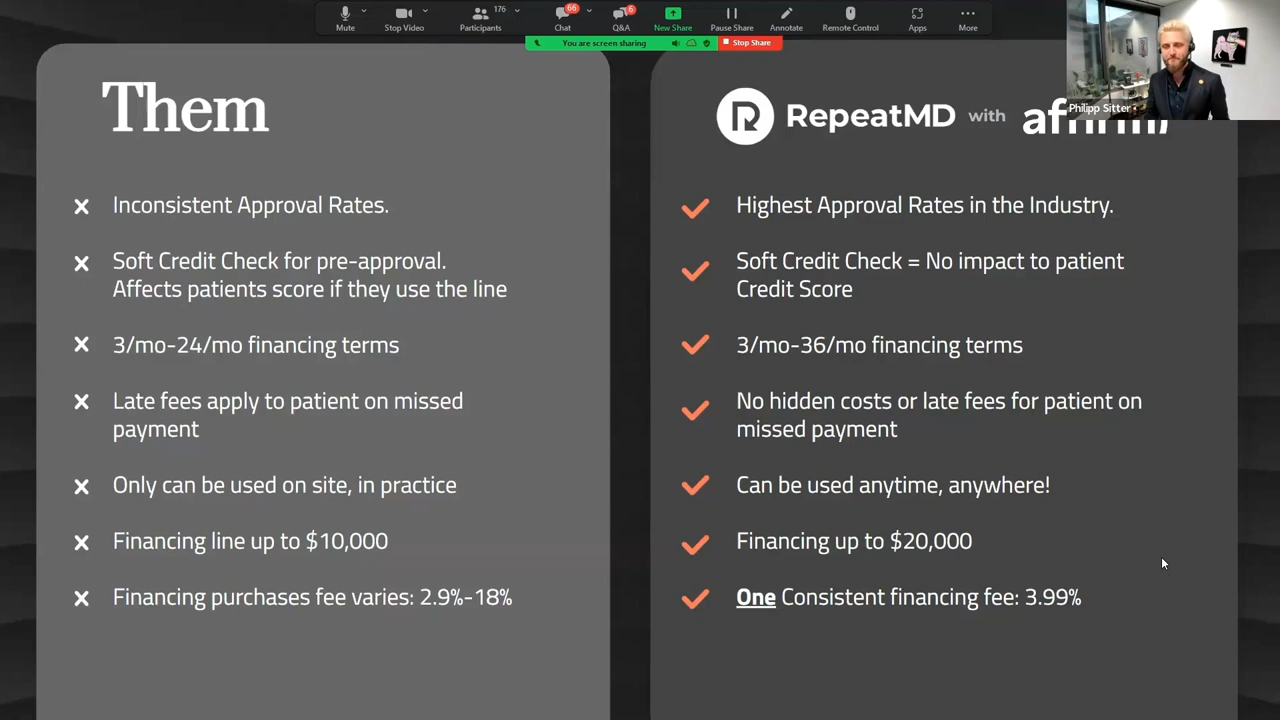 Mute
Stop Video
176
Participants
66
Chat
6
Q&A
New Share
Pause Share
Annotate
Remote Control
Apps
More
You are screen sharing
Stop Share
Philipp Sitter
Them
Inconsistent Approval Rates.
Soft Credit Check for pre-approval.
Affects patients score if they use the line
3/mo-24/mo financing terms
Late fees apply to patient on missed
payment
Only can be used on site, in practice
Financing line up to $10,000
Financing purchases fee varies: 2.9%-18%
R RepeatMD with affirm
Highest Approval Rates in the Industry.
Soft Credit Check = No impact to patient
Credit Score
3/mo-36/mo financing terms
No hidden costs or late fees for patient on
missed payment
Can be used anytime, anywhere!
Financing up to $20,000
One Consistent financing fee: 3.99%